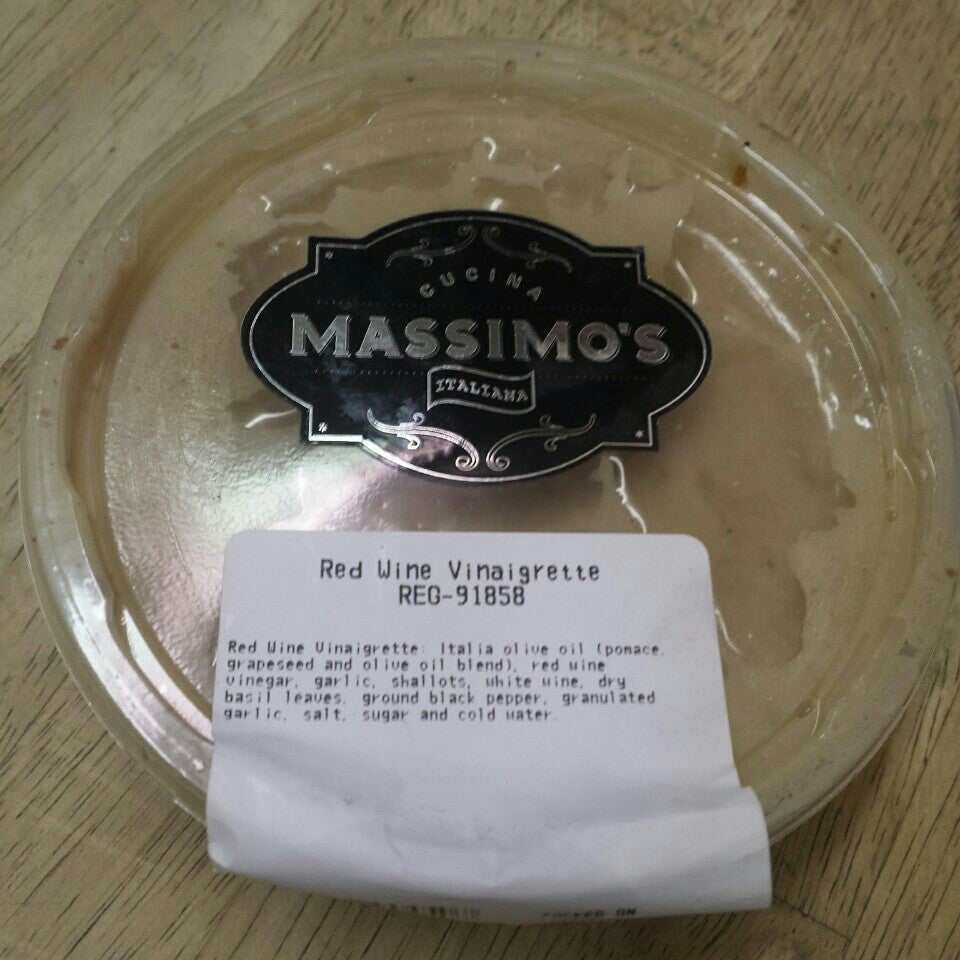 CUCINA
MASSIMO'S
ITALIANA
Red Wine Vinaigrette
REG-91858
Red Wine Vinaigrette: Italia olive oil (pomace,
grapeseed and olive oil blend), red wine
vinegar, garlic, shallots, white wine, dry
basil leaves, ground black pepper, granulated
garlic, salt, sugar and cold water.
ON